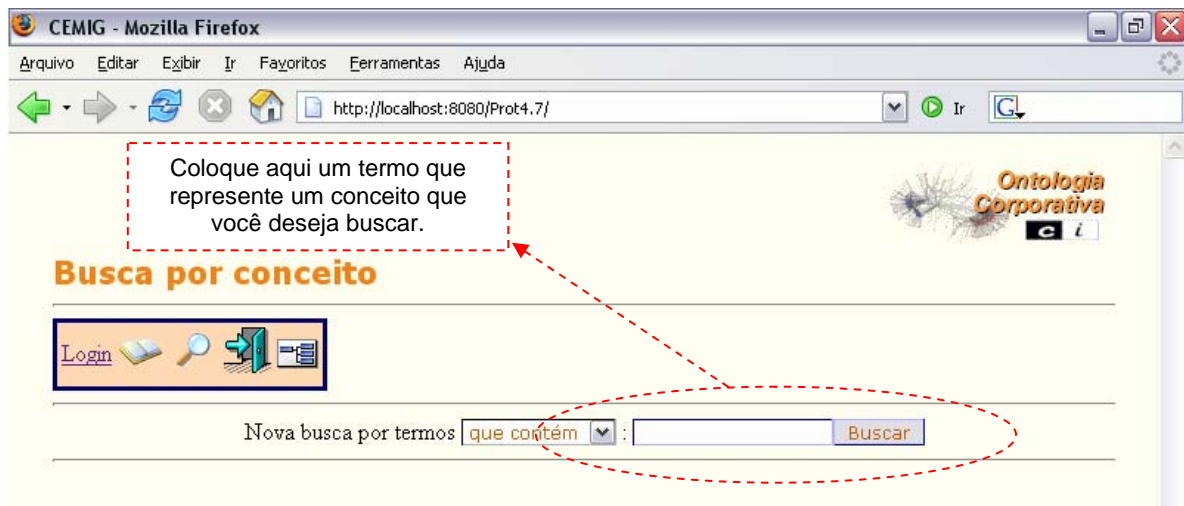 CEMIG - Mozilla Firefox
Arquivo Editar Exibir Ir Favoritos Ferramentas Ajuda
http://localhost:8080/Prot4.7/ Ir G
Coloque aqui um termo que
represente um conceito que
você deseja buscar.
Ontologia
Corporativa
c i
Busca por conceito
Login
Nova busca por termos que contém : Buscar